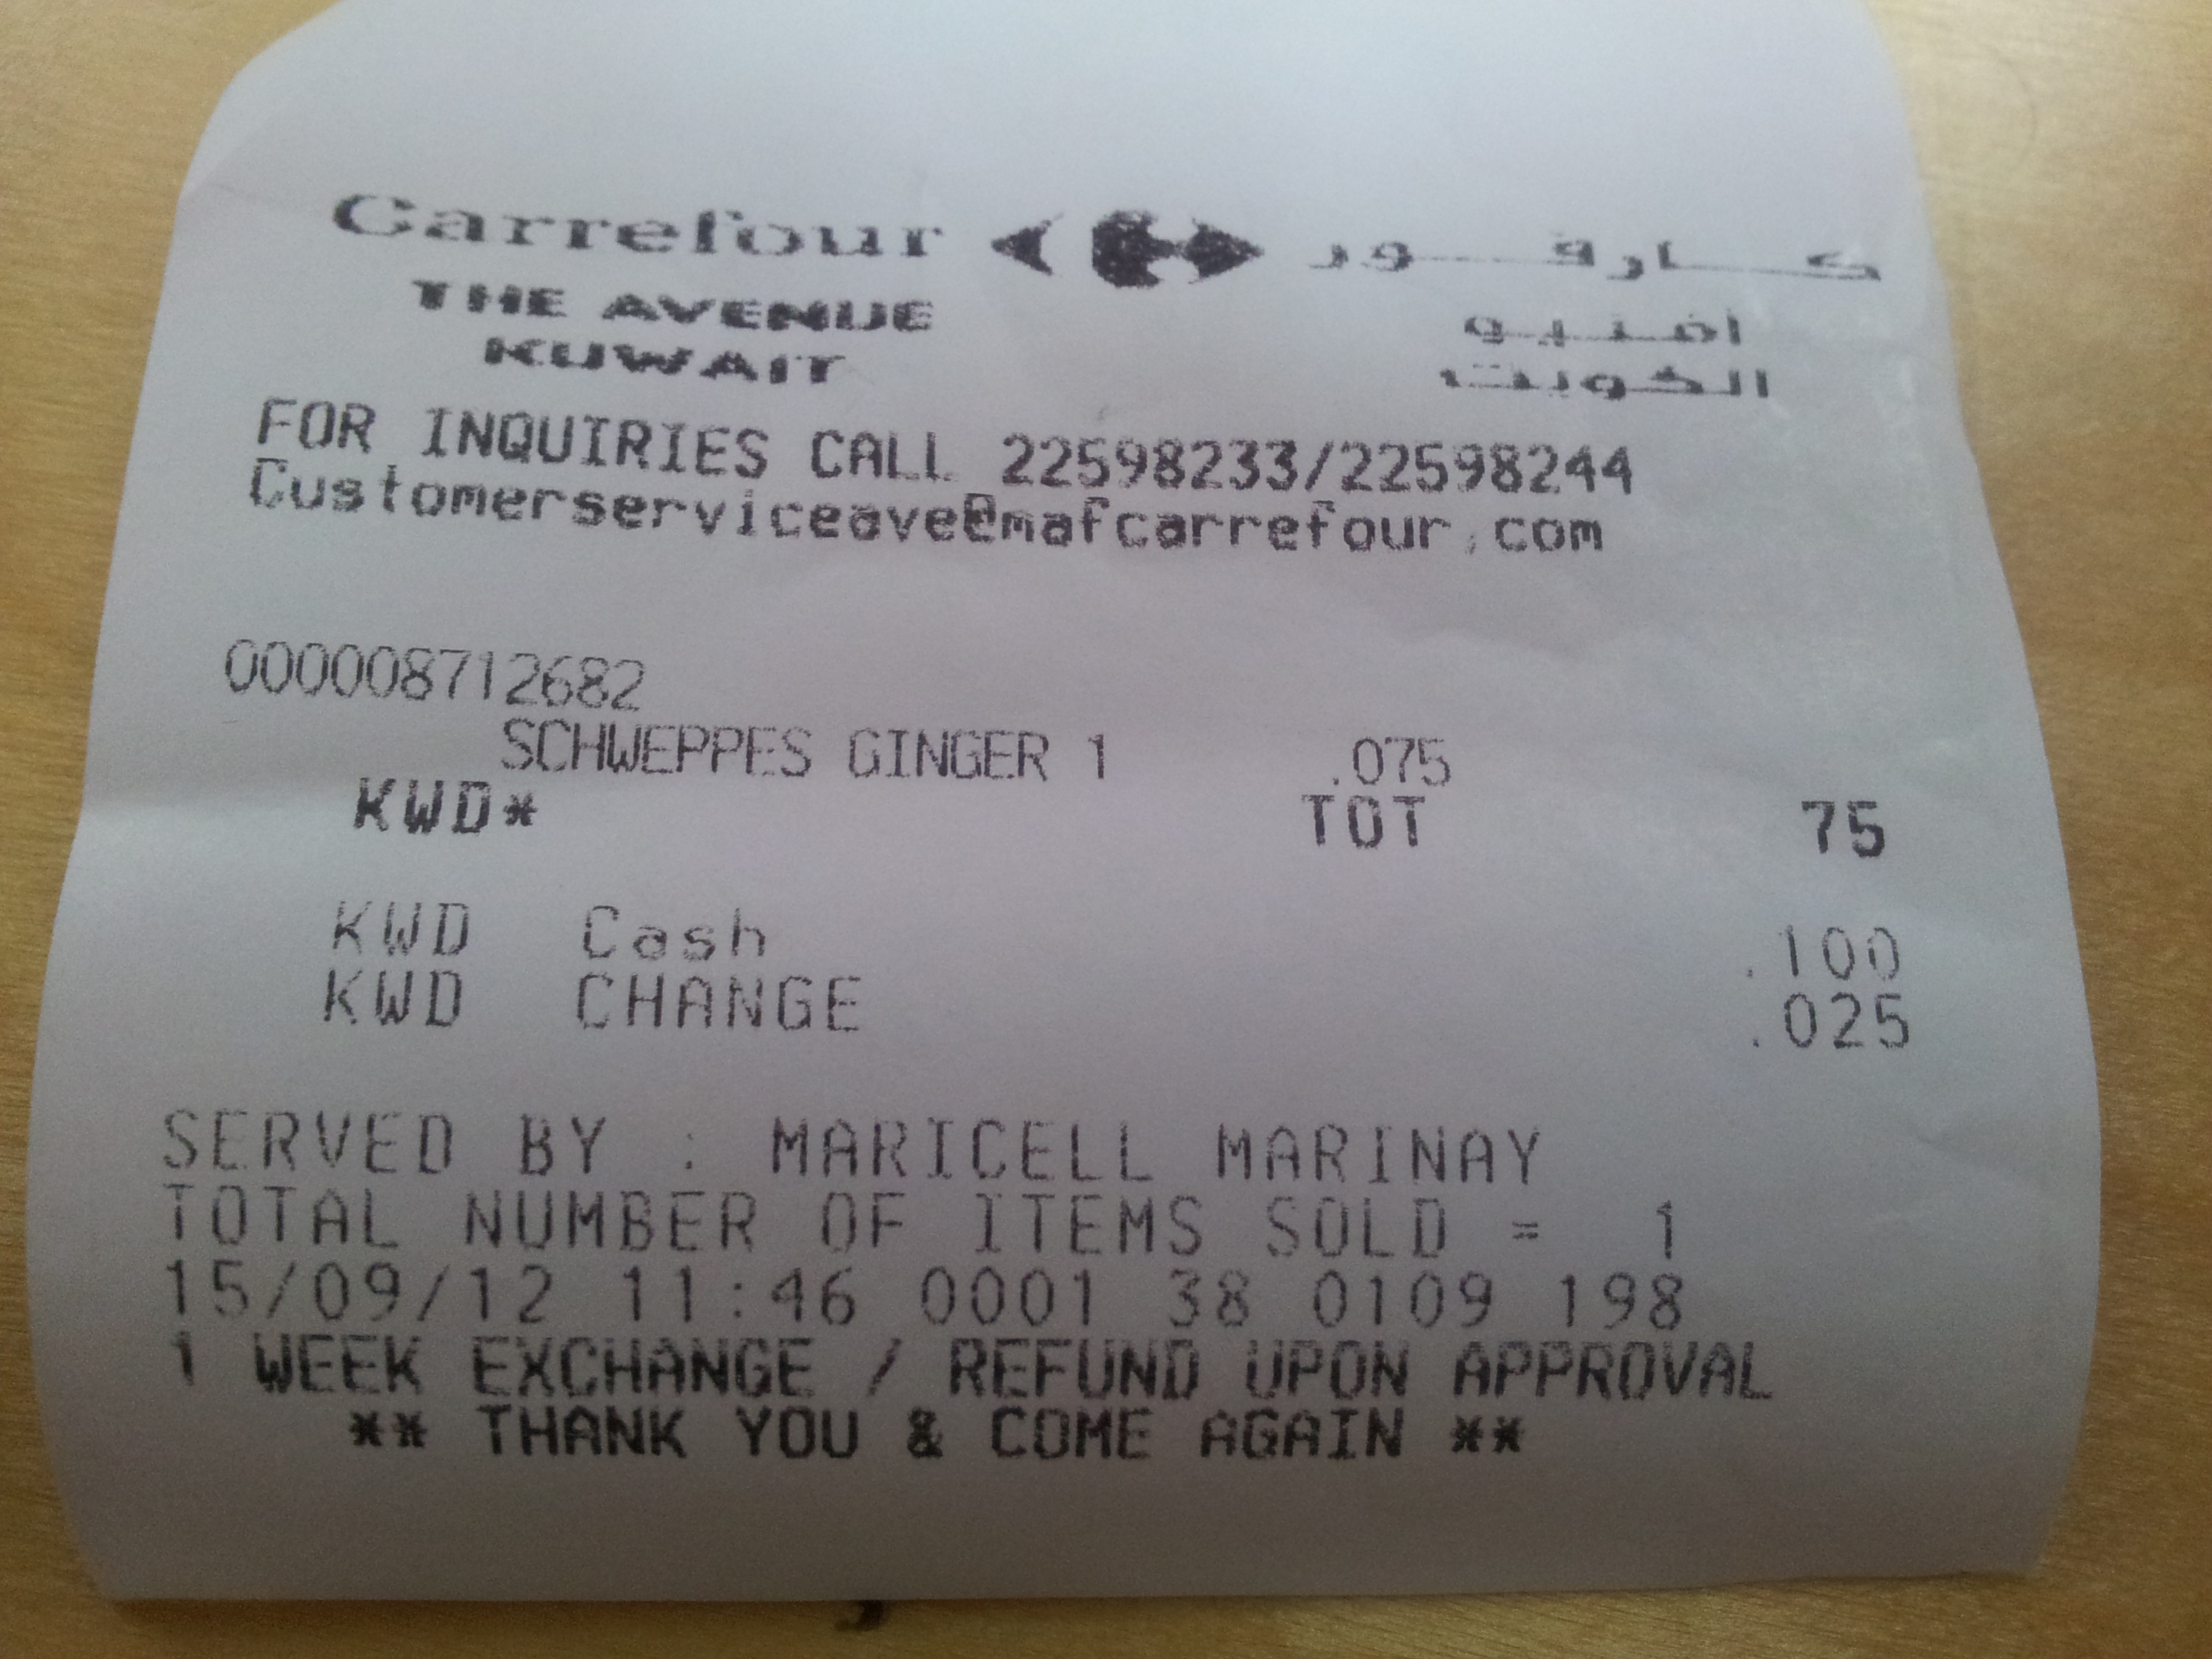 Carrefour كارفور
THE AVENUE افنيو
KUWAIT الكويت
FOR INQUIRIES CALL 22598233/22598244
Customerserviceave@mafcarrefour.com
000008712682
SCHWEPPES GINGER 1 .075
KWD* TOT 75
KWD Cash .100
KWD CHANGE .025
SERVED BY : MARICELL MARINAY
TOTAL NUMBER OF ITEMS SOLD = 1
15/09/12 11:46 0001 38 0109 198
1 WEEK EXCHANGE / REFUND UPON APPROVAL
** THANK YOU & COME AGAIN **